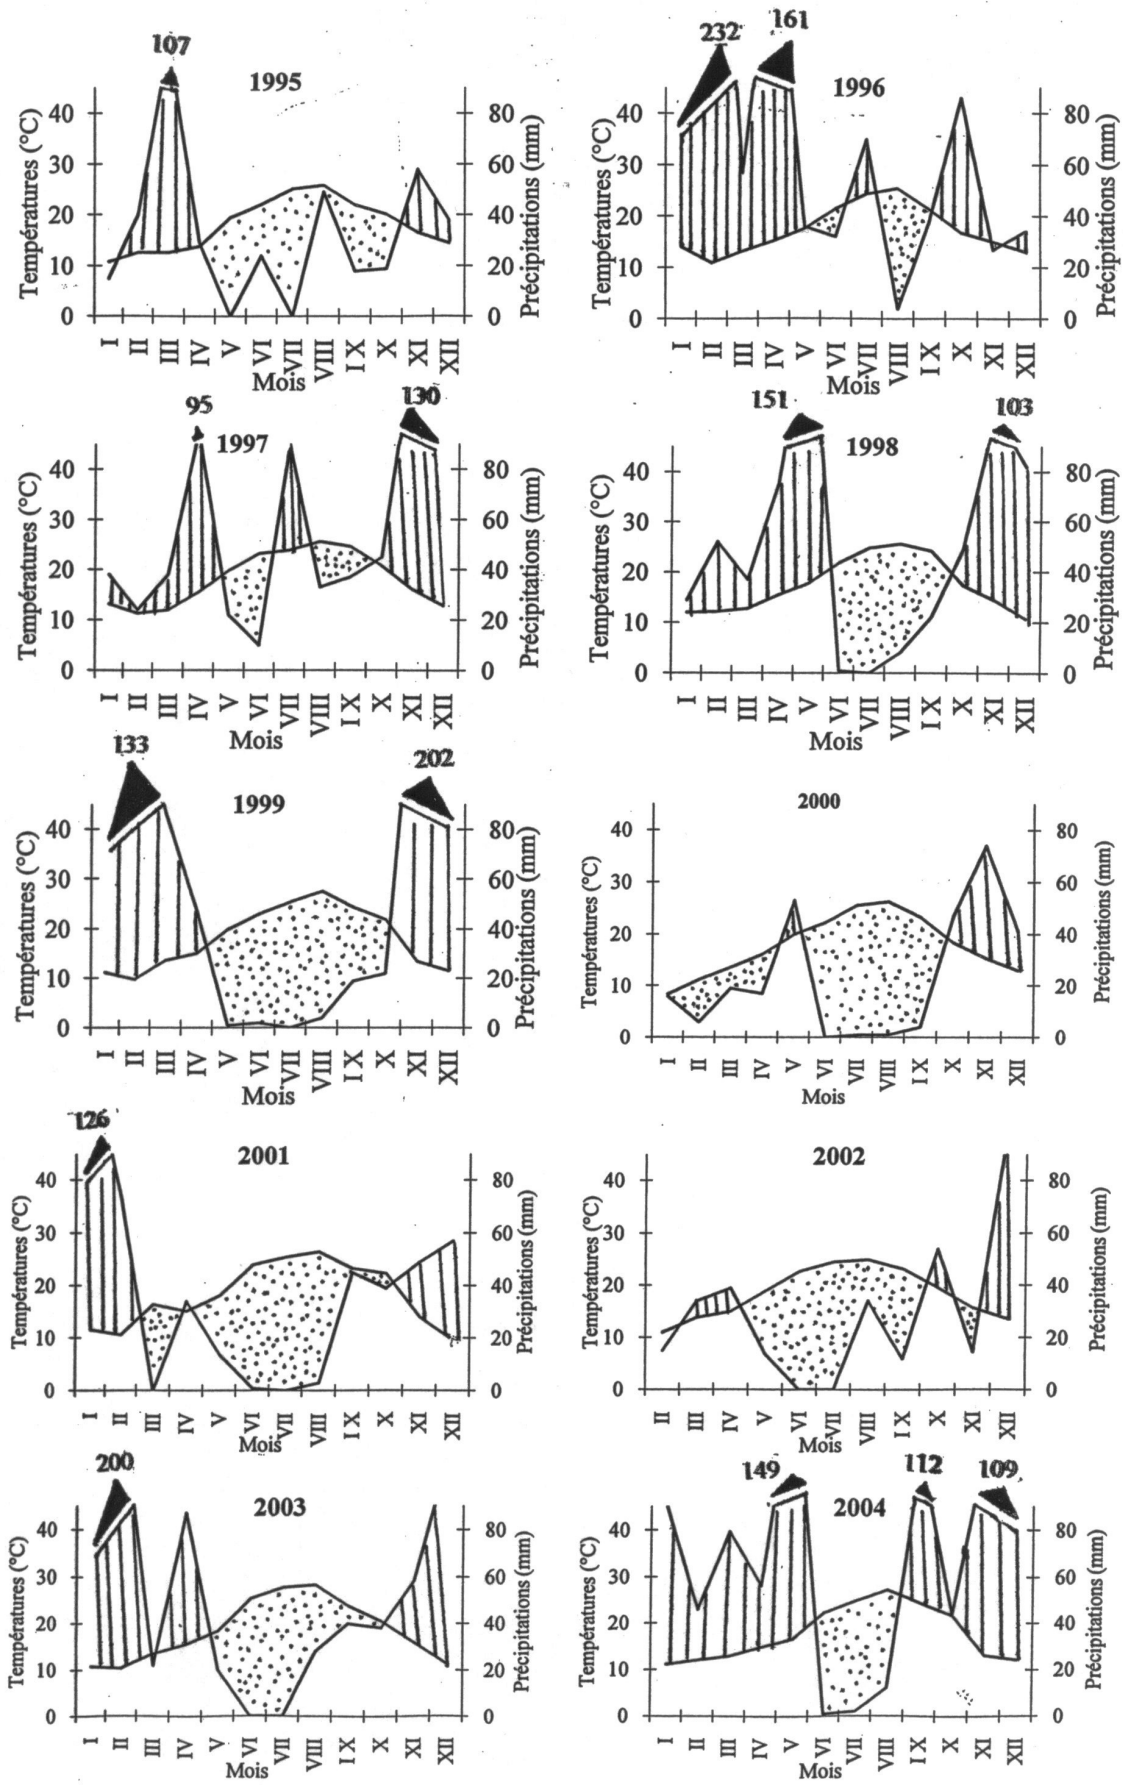 107
1995
Températures (°C)
40
30
20
10
0
Précipitations (mm)
80
60
40
20
0
I II III IV V VI VII VIII IX X XI XII
Mois
232 161
1996
Températures (°C)
40
30
20
10
0
Précipitations (mm)
80
60
40
20
0
I II III IV V VI VII VIII IX X XI XII
Mois
95 130
1997
Températures (°C)
40
30
20
10
0
Précipitations (mm)
80
60
40
20
0
I II III IV V VI VII VIII IX X XI XII
Mois
151 103
1998
Températures (°C)
40
30
20
10
0
Précipitations (mm)
80
60
40
20
0
I II III IV V VI VII VIII IX X XI XII
Mois
133 202
1999
Températures (°C)
40
30
20
10
0
Précipitations (mm)
80
60
40
20
0
I II III IV V VI VII VIII IX X XI XII
Mois
2000
Températures (°C)
40
30
20
10
0
Précipitations (mm)
80
60
40
20
0
I II III IV V VI VII VIII IX X XI XII
126
2001
Températures (°C)
40
30
20
10
0
Précipitations (mm)
80
60
40
20
0
I II III IV V VI VII VIII IX X XI XII
Mois
2002
Températures (°C)
40
30
20
10
0
Précipitations (mm)
80
60
40
20
0
II III IV V VI VII VIII IX X XI XII
Mois
200
2003
Températures (°C)
40
30
20
10
0
Précipitations (mm)
80
60
40
20
0
I II III IV V VI VII VIII IX X XI XII
Mois
149 112 109
2004
Températures (°C)
40
30
20
10
0
Précipitations (mm)
80
60
40
20
0
I II III IV V VI VII VIII IX X XI XII
Mois